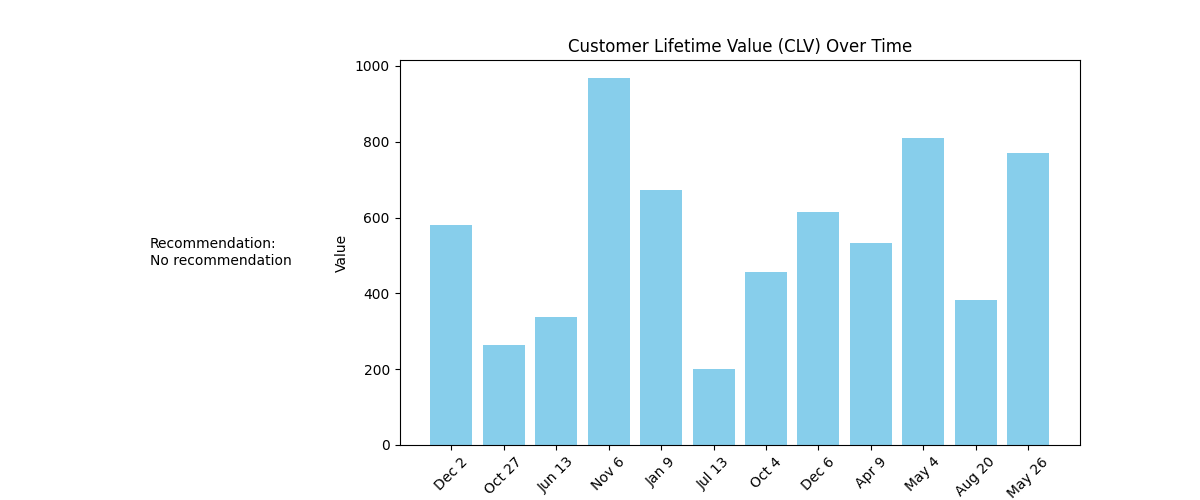 Customer Lifetime Value (CLV) Over Time
1000
800
600
400
200
0
Value
Recommendation:
No recommendation
Dec 2
Oct 27
Jun 13
Nov 6
Jan 9
Jul 13
Oct 4
Dec 6
Apr 9
May 4
Aug 20
May 26